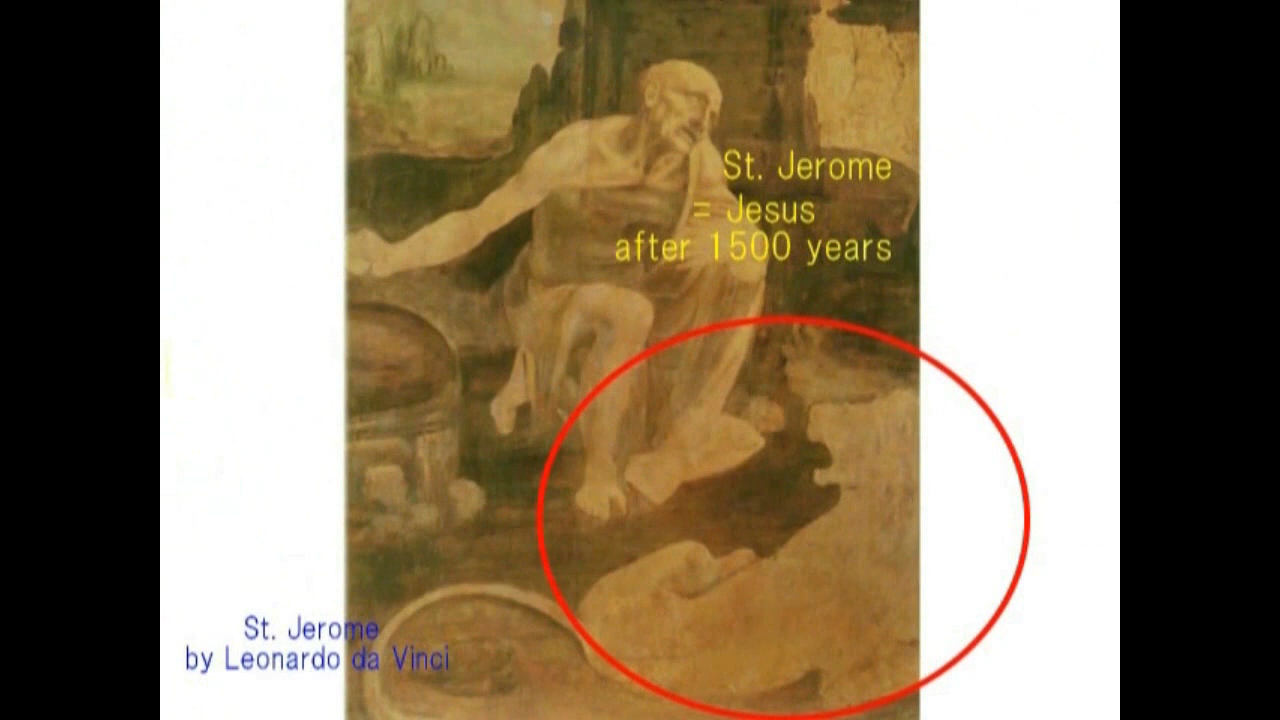 St. Jerome
= Jesus
after 1500 years
St. Jerome
by Leonardo da Vinci